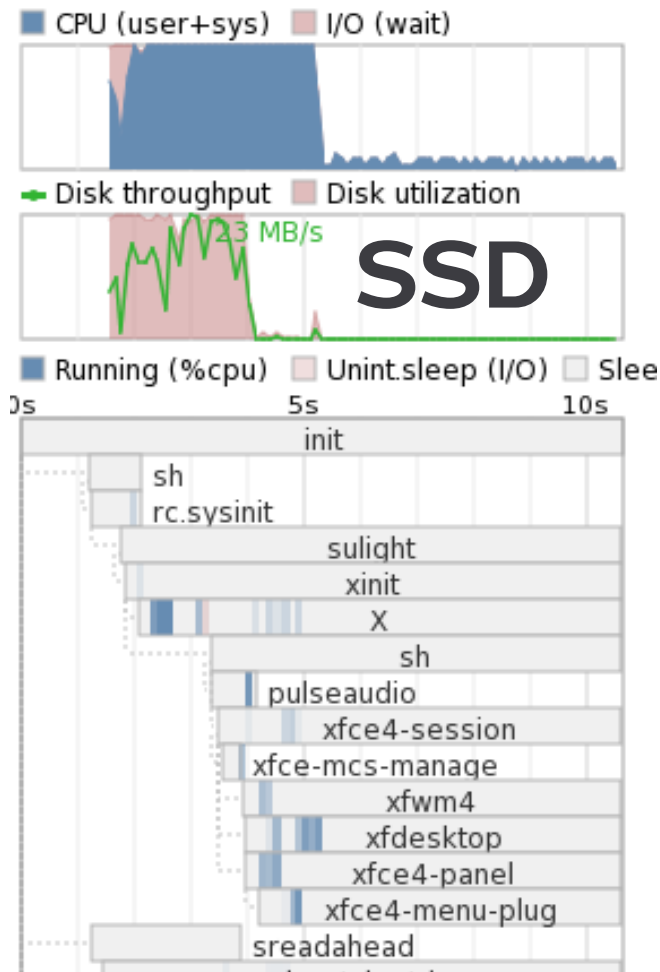 CPU (user+sys) I/O (wait)
Disk throughput Disk utilization
23 MB/s
SSD
Running (%cpu) Unint.sleep (I/O) Slee
0s 5s 10s
init
sh
rc.sysinit
sulight
xinit
X
sh
pulseaudio
xfce4-session
xfce-mcs-manage
xfwm4
xfdesktop
xfce4-panel
xfce4-menu-plug
sreadahead